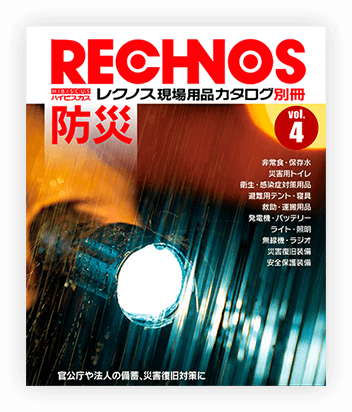 RECHNOS
HIBISCUS
ハイビスカス
レクノス現場用品カタログ別冊
防災
vol.
4
非常食・保存水
災害用トイレ
衛生・感染症対策用品
避難用テント・寝具
救助・運搬用品
発電機・バッテリー
ライト・照明
無線機・ラジオ
災害復旧装備
安全保護装備
官公庁や法人の備蓄、災害復旧対策に